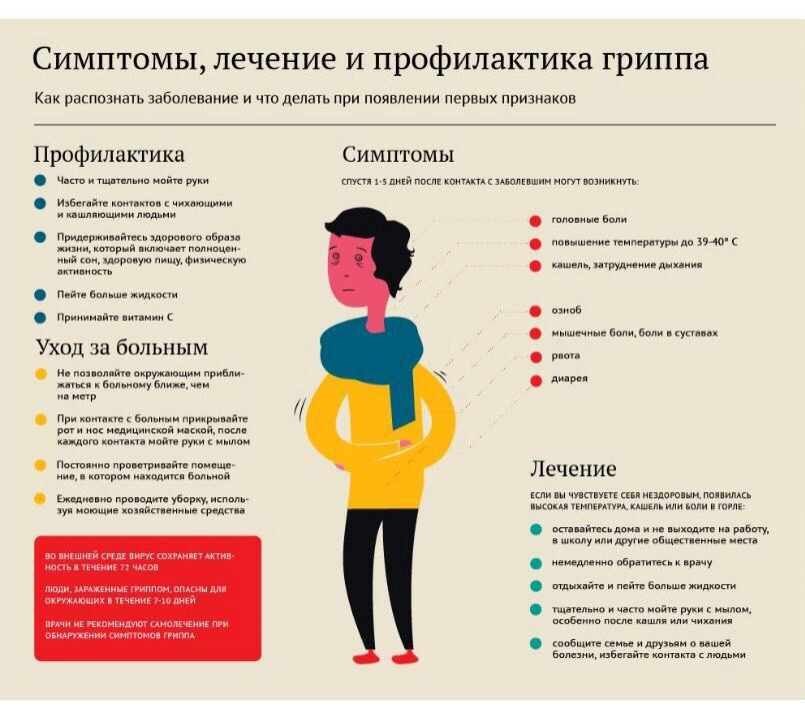 Симптомы, лечение и профилактика гриппа
Как распознать заболевание и что делать при появлении первых признаков
Профилактика
Часто и тщательно мойте руки
Избегайте контактов с чихающими
и кашляющими людьми
Придерживайтесь здорового образа
жизни, который включает полноцен-
ный сон, здоровую пищу, физическую
активность
Пейте больше жидкости
Принимайте витамин С
Уход за больным
Не позволяйте окружающим прибли-
жаться к больному ближе, чем
на метр
При контакте с больным прикрывайте
рот и нос медицинской маской, после
каждого контакта мойте руки с мылом
Постоянно проветривайте помеще-
ние, в котором находится больной
Ежедневно проводите уборку, исполь-
зуя моющие хозяйственные средства
ВО ВНЕШНЕЙ СРЕДЕ ВИРУС СОХРАНЯЕТ АКТИВ-
НОСТЬ В ТЕЧЕНИЕ 72 ЧАСОВ
ЛЮДИ, ЗАРАЖЕННЫЕ ГРИППОМ, ОПАСНЫ ДЛЯ
ОКРУЖАЮЩИХ В ТЕЧЕНИЕ 7-10 ДНЕЙ
ВРАЧИ НЕ РЕКОМЕНДУЮТ САМОЛЕЧЕНИЕ ПРИ
ОБНАРУЖЕНИИ СИМПТОМОВ ГРИППА
Симптомы
СПУСТЯ 1-5 ДНЕЙ ПОСЛЕ КОНТАКТА С ЗАБОЛЕВШИМ МОГУТ ВОЗНИКНУТЬ:
головные боли
повышение температуры до 39-40° С
кашель, затруднение дыхания
озноб
мышечные боли, боли в суставах
рвота
диарея
Лечение
ЕСЛИ ВЫ ЧУВСТВУЕТЕ СЕБЯ НЕЗДОРОВЫМ, ПОЯВИЛАСЬ
ВЫСОКАЯ ТЕМПЕРАТУРА, КАШЕЛЬ ИЛИ БОЛИ В ГОРЛЕ:
оставайтесь дома и не выходите на работу,
в школу или другие общественные места
немедленно обратитесь к врачу
отдыхайте и пейте больше жидкости
тщательно и часто мойте руки с мылом,
особенно после кашля или чихания
сообщите семье и друзьям о вашей
болезни, избегайте контакта с людьми